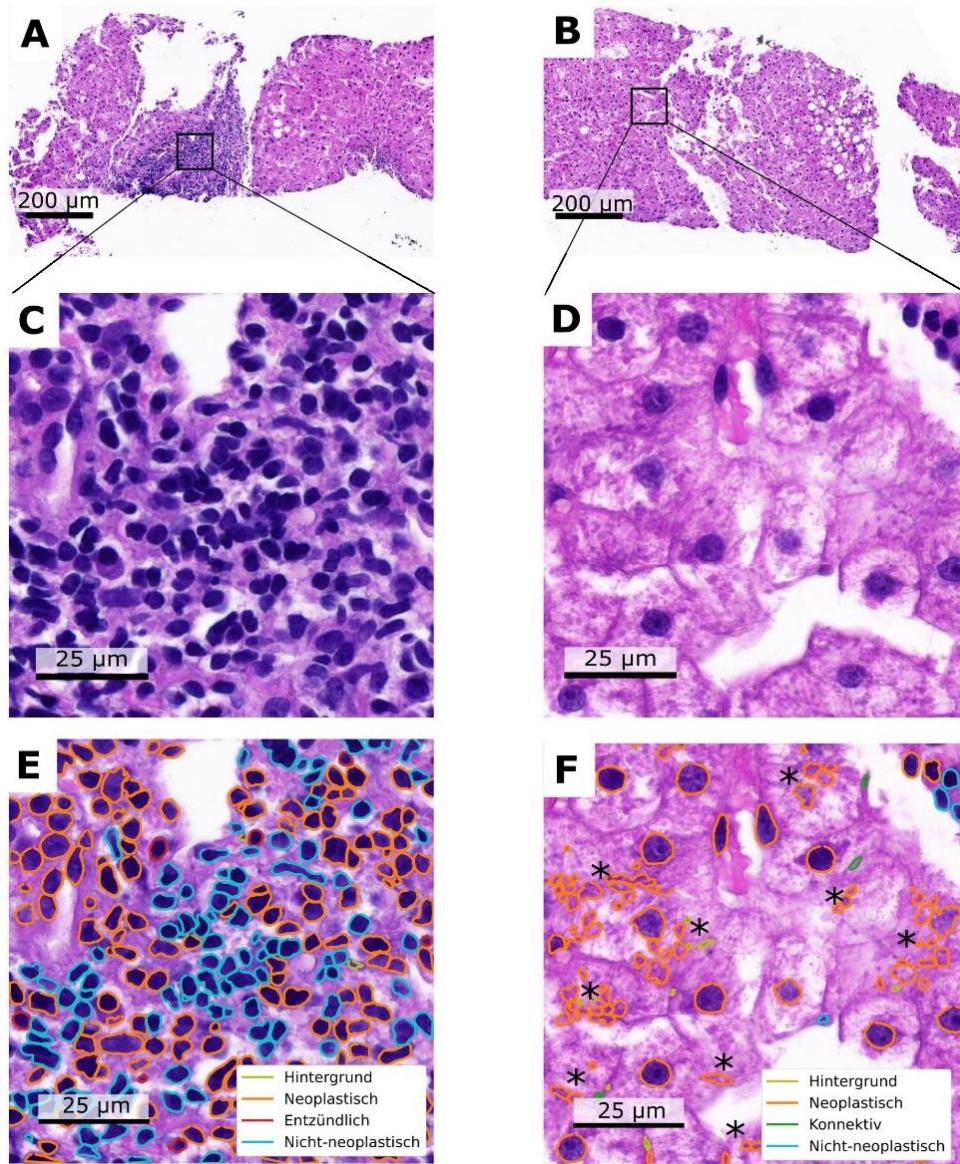 A
B
200 µm
200 µm
C
D
25 µm
25 µm
E
F
*
*
*
*
*
*
*
*
*
Hintergrund
Neoplastisch
Entzündlich
Nicht-neoplastisch
25 µm
Hintergrund
Neoplastisch
Konnektiv
Nicht-neoplastisch
25 µm